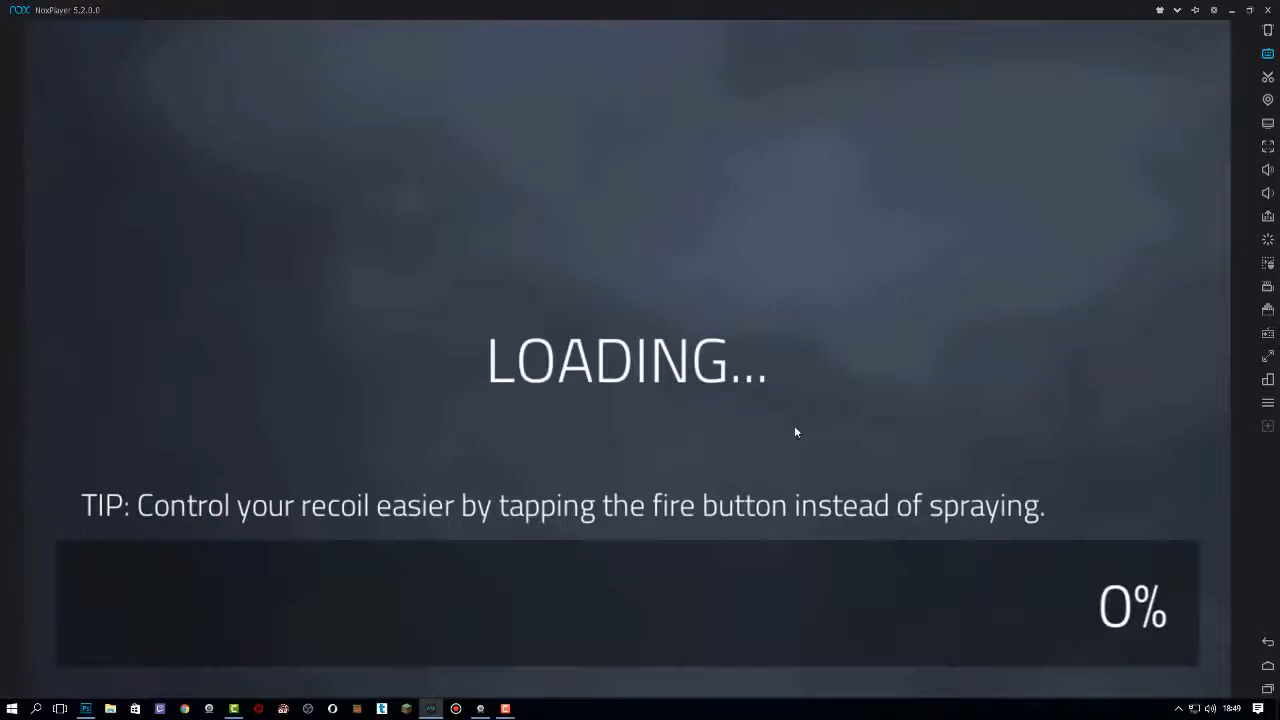 nox NoxPlayer 5.2.0.0
LOADING...
TIP: Control your recoil easier by tapping the fire button instead of spraying.
0%
18:49